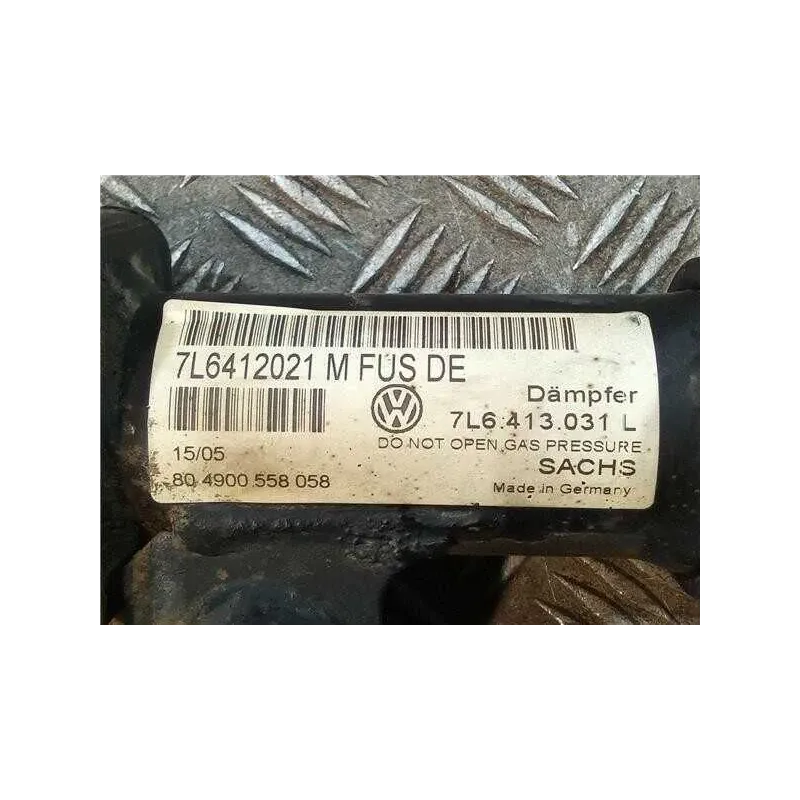 7L6412021 M FUS DE
Dämpfer
7L6.413.031 L
DO NOT OPEN GAS PRESSURE
15/05
SACHS
80 4900 558 058
Made in Germany